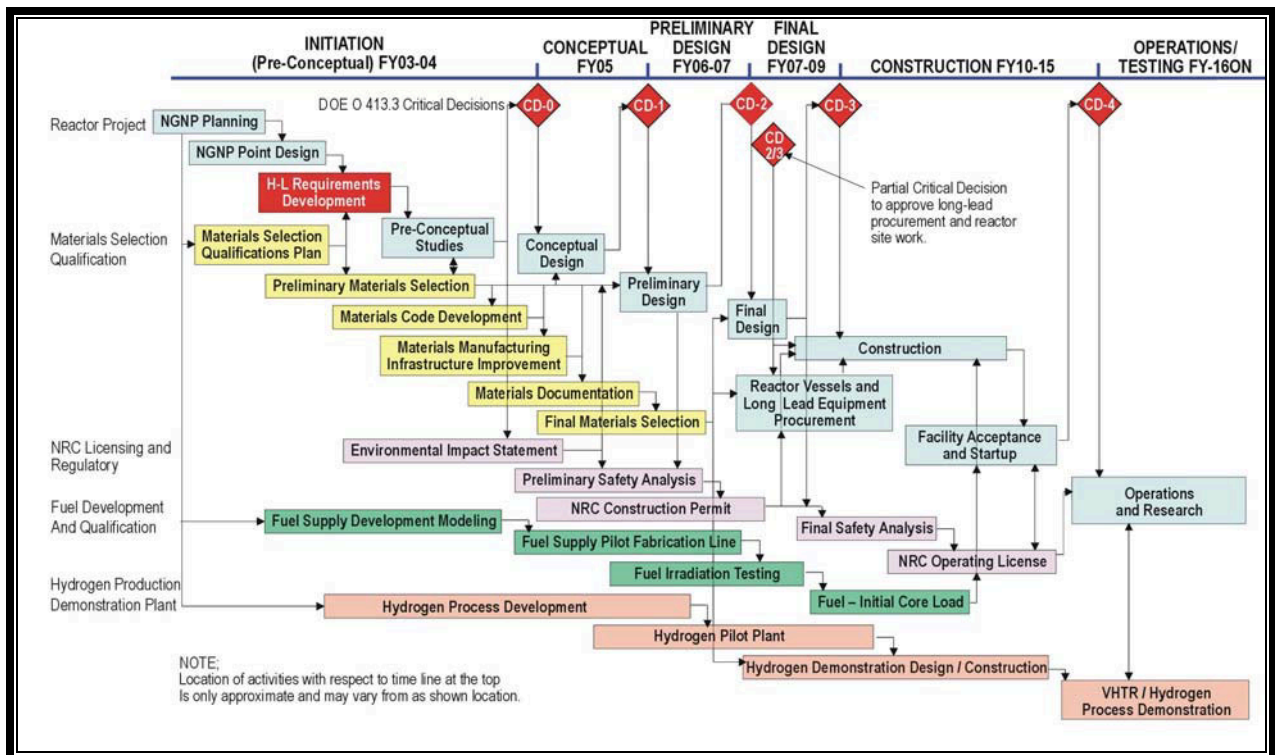 INITIATION
(Pre-Conceptual) FY03-04
CONCEPTUAL
FY05
PRELIMINARY
DESIGN
FY06-07
FINAL
DESIGN
FY07-09
CONSTRUCTION FY10-15
OPERATIONS/
TESTING FY-16ON
DOE O 413.3 Critical Decisions
CD-0
CD-1
CD-2
CD-3
CD-4
CD
2/3
Partial Critical Decision
to approve long-lead
procurement and reactor
site work.
Reactor Project
NGNP Planning
NGNP Point Design
H-L Requirements
Development
Pre-Conceptual
Studies
Conceptual
Design
Preliminary
Design
Final
Design
Construction
Reactor Vessels and
Long Lead Equipment
Procurement
Facility Acceptance
and Startup
Operations
and Research
Materials Selection
Qualification
Materials Selection
Qualifications Plan
Preliminary Materials Selection
Materials Code Development
Materials Manufacturing
Infrastructure Improvement
Materials Documentation
Final Materials Selection
NRC Licensing and
Regulatory
Environmental Impact Statement
Preliminary Safety Analysis
NRC Construction Permit
Final Safety Analysis
NRC Operating License
Fuel Development
And Qualification
Fuel Supply Development Modeling
Fuel Supply Pilot Fabrication Line
Fuel Irradiation Testing
Fuel – Initial Core Load
Hydrogen Production
Demonstration Plant
Hydrogen Process Development
Hydrogen Pilot Plant
Hydrogen Demonstration Design / Construction
VHTR / Hydrogen
Process Demonstration
NOTE;
Location of activities with respect to time line at the top
Is only approximate and may vary from as shown location.